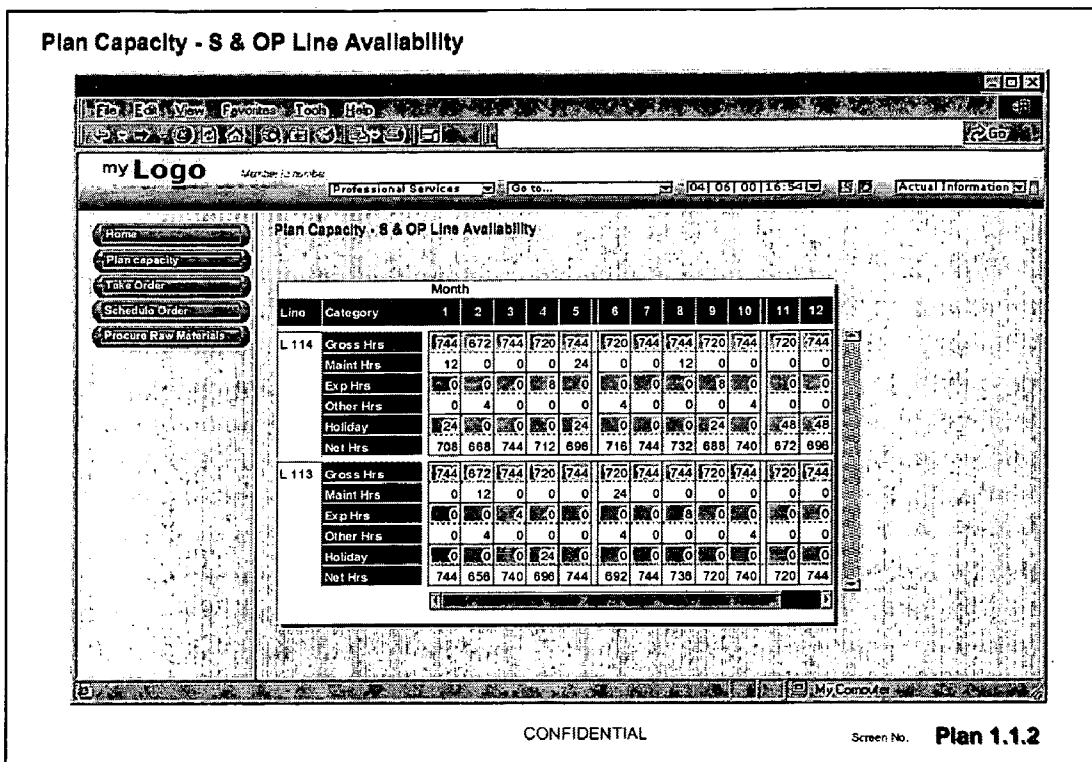 Plan Capacity - S & OP Line Availability
File Edit View Favorites Tools Help
Go
my Logo
Professional Services Go to... 04 06 00 16:54 Actual Information
Home
Plan capacity
Take Order
Schedule Order
Procure Raw Materials
Plan Capacity - S & OP Line Availability
Month
Line Category 1 2 3 4 5 6 7 8 9 10 11 12
L 114 Gross Hrs 744 672 744 720 744 720 744 744 720 744 720 744
Maint Hrs 12 0 0 0 24 0 0 12 0 0 0 0
Exp Hrs 0 0 0 8 0 0 0 0 8 0 0 0
Other Hrs 0 4 0 0 0 4 0 0 0 4 0 0
Holiday 24 0 0 0 24 0 0 0 24 0 48 48
Net Hrs 708 668 744 712 696 716 744 732 688 740 672 696
L 113 Gross Hrs 744 672 744 720 744 720 744 744 720 744 720 744
Maint Hrs 0 12 0 0 0 24 0 0 0 0 0 0
Exp Hrs 0 0 4 0 0 0 0 8 0 0 0 0
Other Hrs 0 4 0 0 0 4 0 0 0 4 0 0
Holiday 0 0 0 24 0 0 0 0 0 0 0 0
Net Hrs 744 656 740 696 744 692 744 736 720 740 720 744
My Computer
CONFIDENTIAL
Screen No. Plan 1.1.2